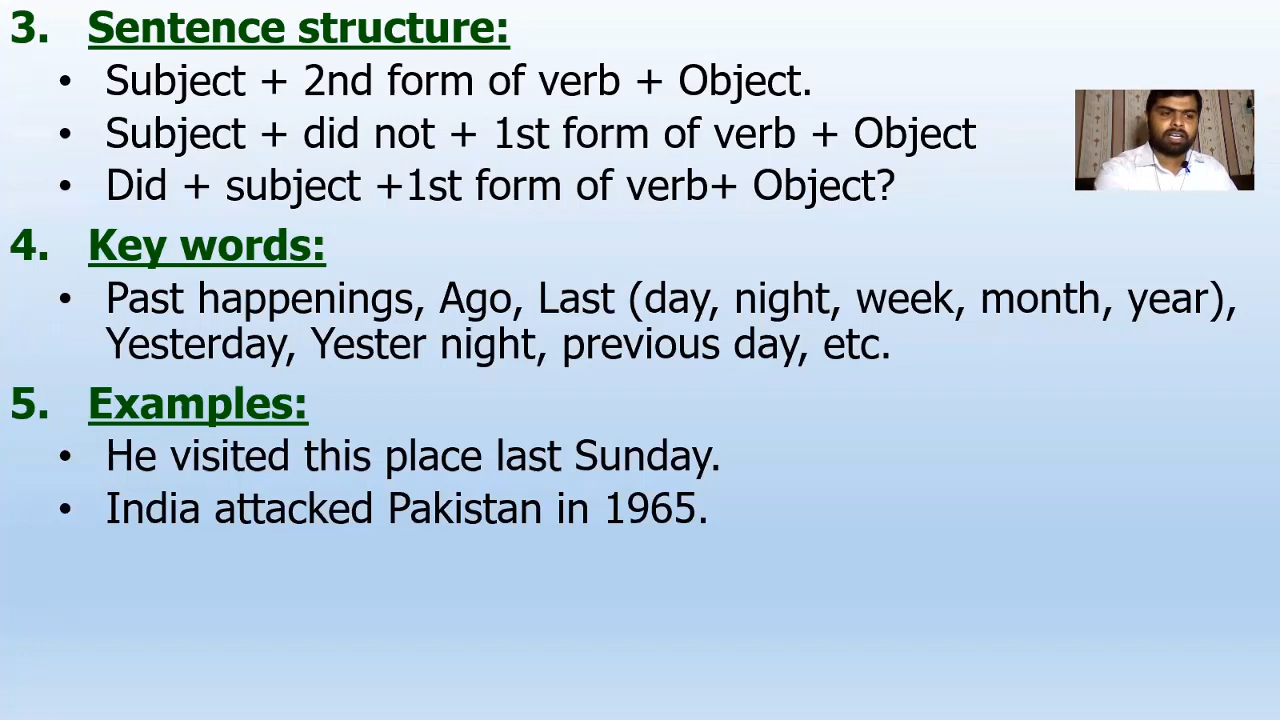 3. Sentence structure:
• Subject + 2nd form of verb + Object.
• Subject + did not + 1st form of verb + Object
• Did + subject +1st form of verb+ Object?
4. Key words:
• Past happenings, Ago, Last (day, night, week, month, year),
Yesterday, Yester night, previous day, etc.
5. Examples:
• He visited this place last Sunday.
• India attacked Pakistan in 1965.